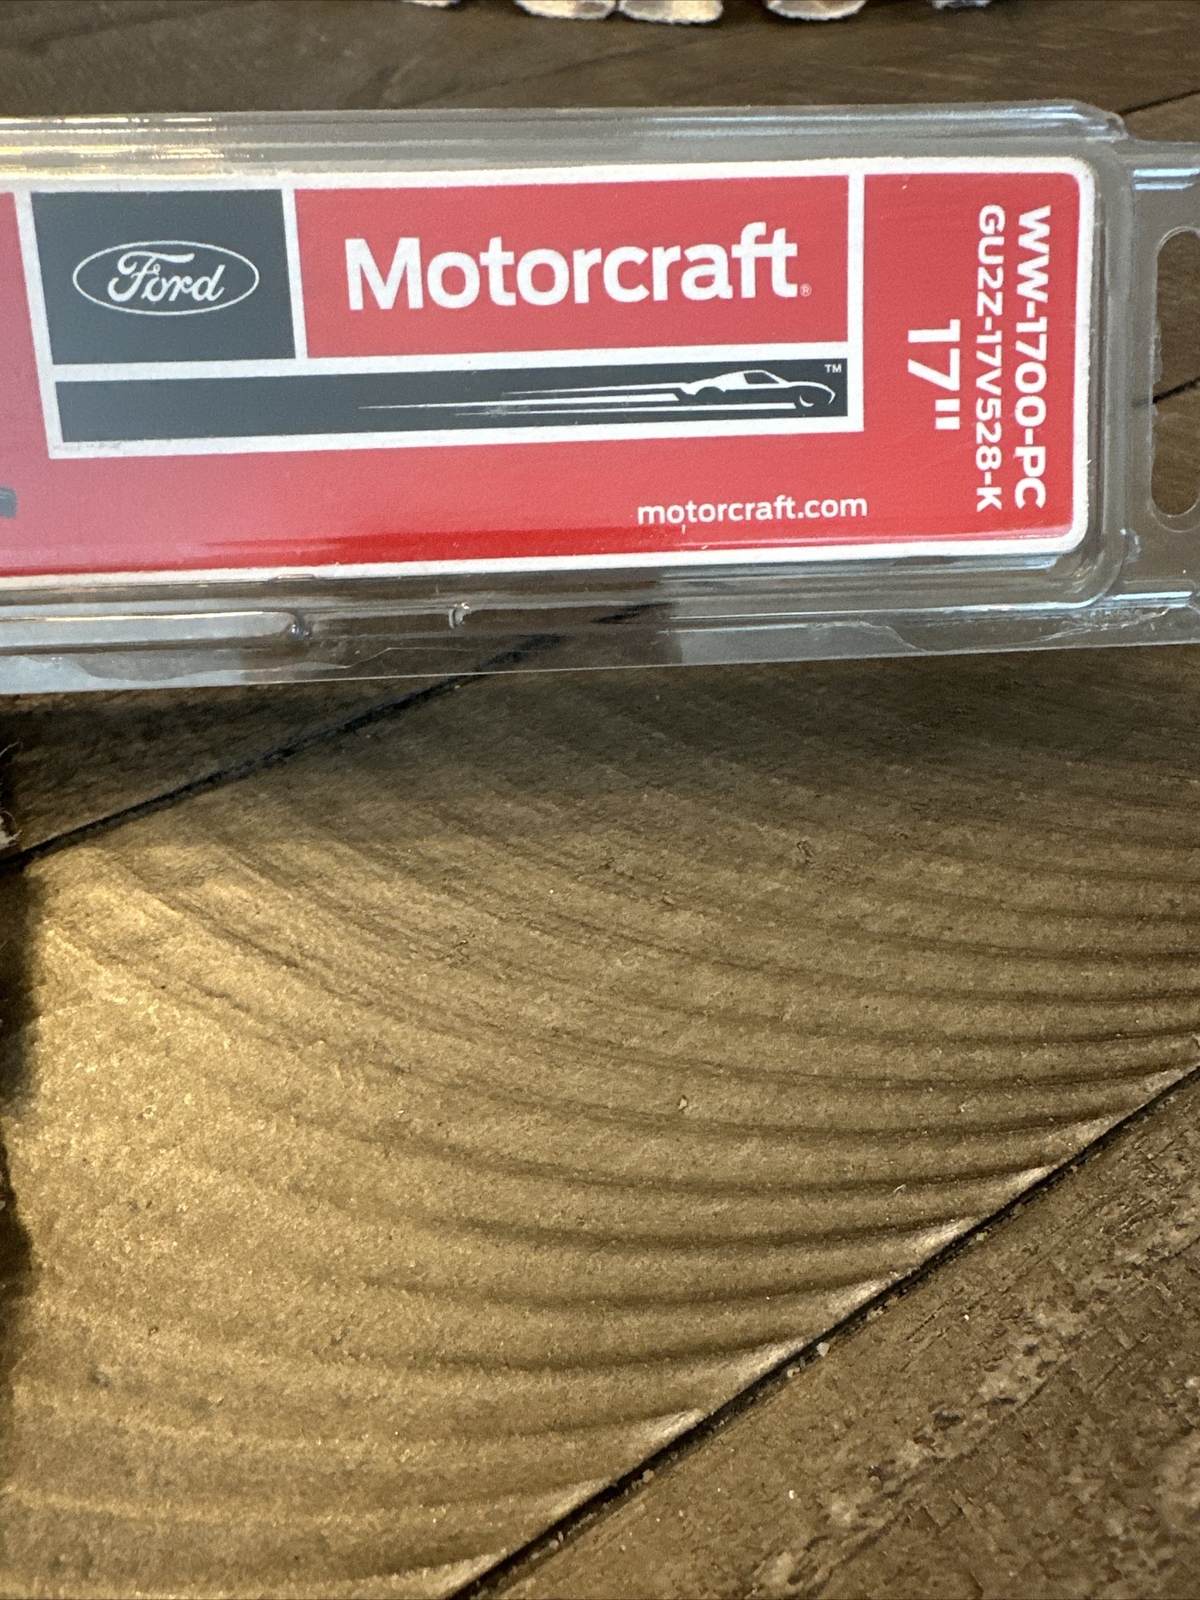 Ford
Motorcraft®
TM
motorcraft.com
WW-1700-PC
GU2Z-17V528-K
17"